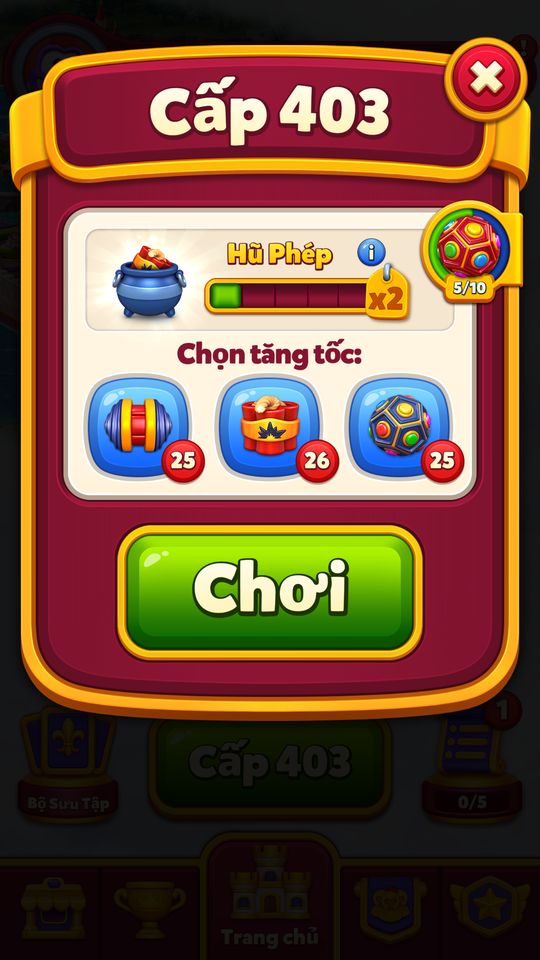 Cấp 403
Hũ Phép
i
x2
5/10
Chọn tăng tốc:
25
26
25
Chơi
Cấp 403
1
Bộ Sưu Tập
0/5
Trang chủ